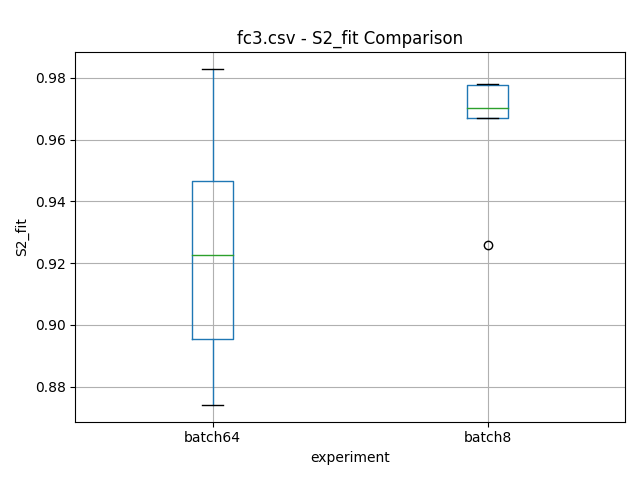 fc3.csv - S2_fit Comparison
0.98
0.96
0.94
0.92
0.90
0.88
S2_fit
batch64 batch8
experiment